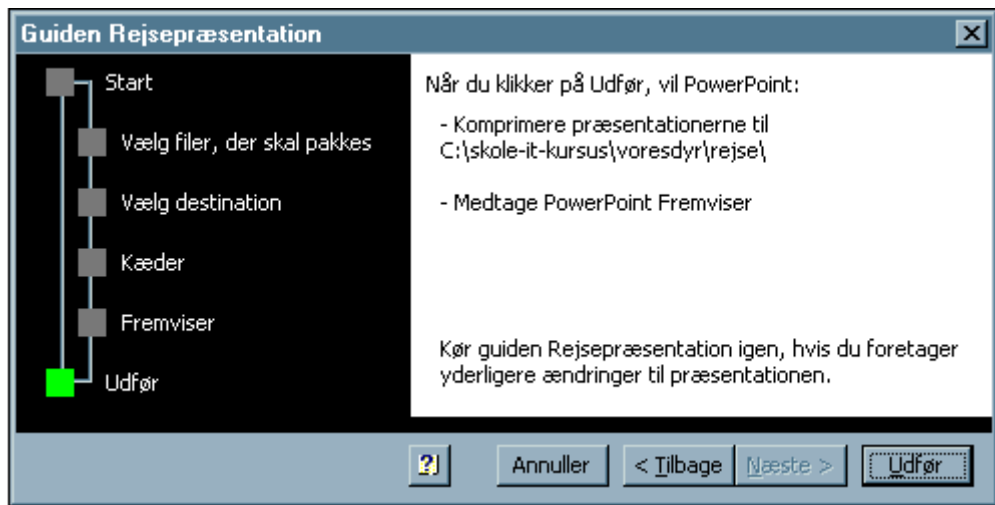 Guiden Rejsepræsentation
Start
Vælg filer, der skal pakkes
Vælg destination
Kæder
Fremviser
Udfør
Når du klikker på Udfør, vil PowerPoint:
- Komprimere præsentationerne til
C:\skole-it-kursus\voresdyr\rejse\
- Medtage PowerPoint Fremviser
Kør guiden Rejsepræsentation igen, hvis du foretager
yderligere ændringer til præsentationen.
?
Annuller
< Tilbage
Næste >
Udfør